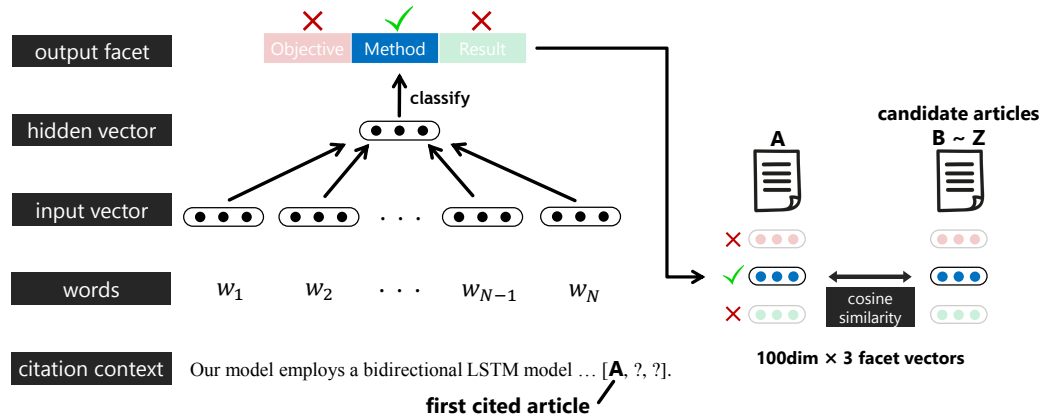 output facet
Objective Method Result
classify
hidden vector
candidate articles
A B ~ Z
input vector
. . .
words
w1 w2 . . . wN−1 wN
cosine
similarity
100dim × 3 facet vectors
citation context
Our model employs a bidirectional LSTM model … [A, ?, ?].
first cited article